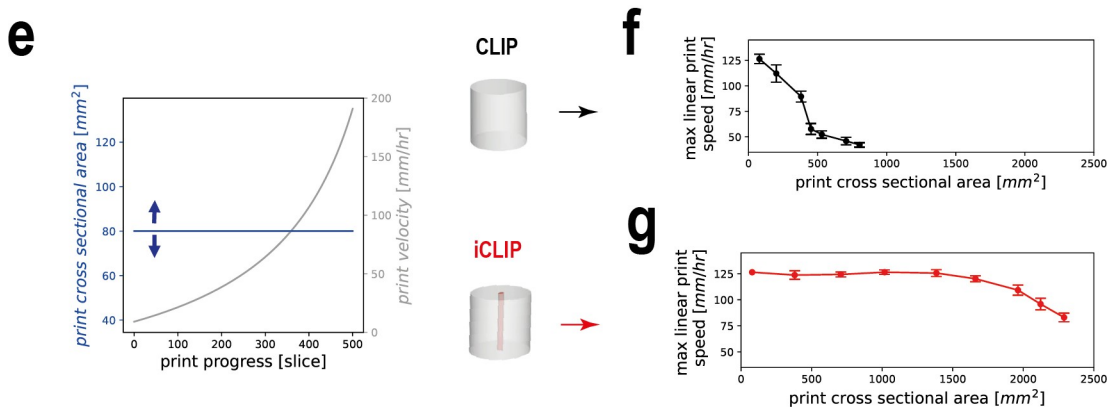 e
print cross sectional area [mm²]
120
100
80
60
40
200
150
100
50
0
print velocity [mm/hr]
0 100 200 300 400 500
print progress [slice]
CLIP
iCLIP
f
max linear print
speed [mm/hr]
125
100
75
50
0 500 1000 1500 2000 2500
print cross sectional area [mm²]
g
max linear print
speed [mm/hr]
125
100
75
50
0 500 1000 1500 2000 2500
print cross sectional area [mm²]